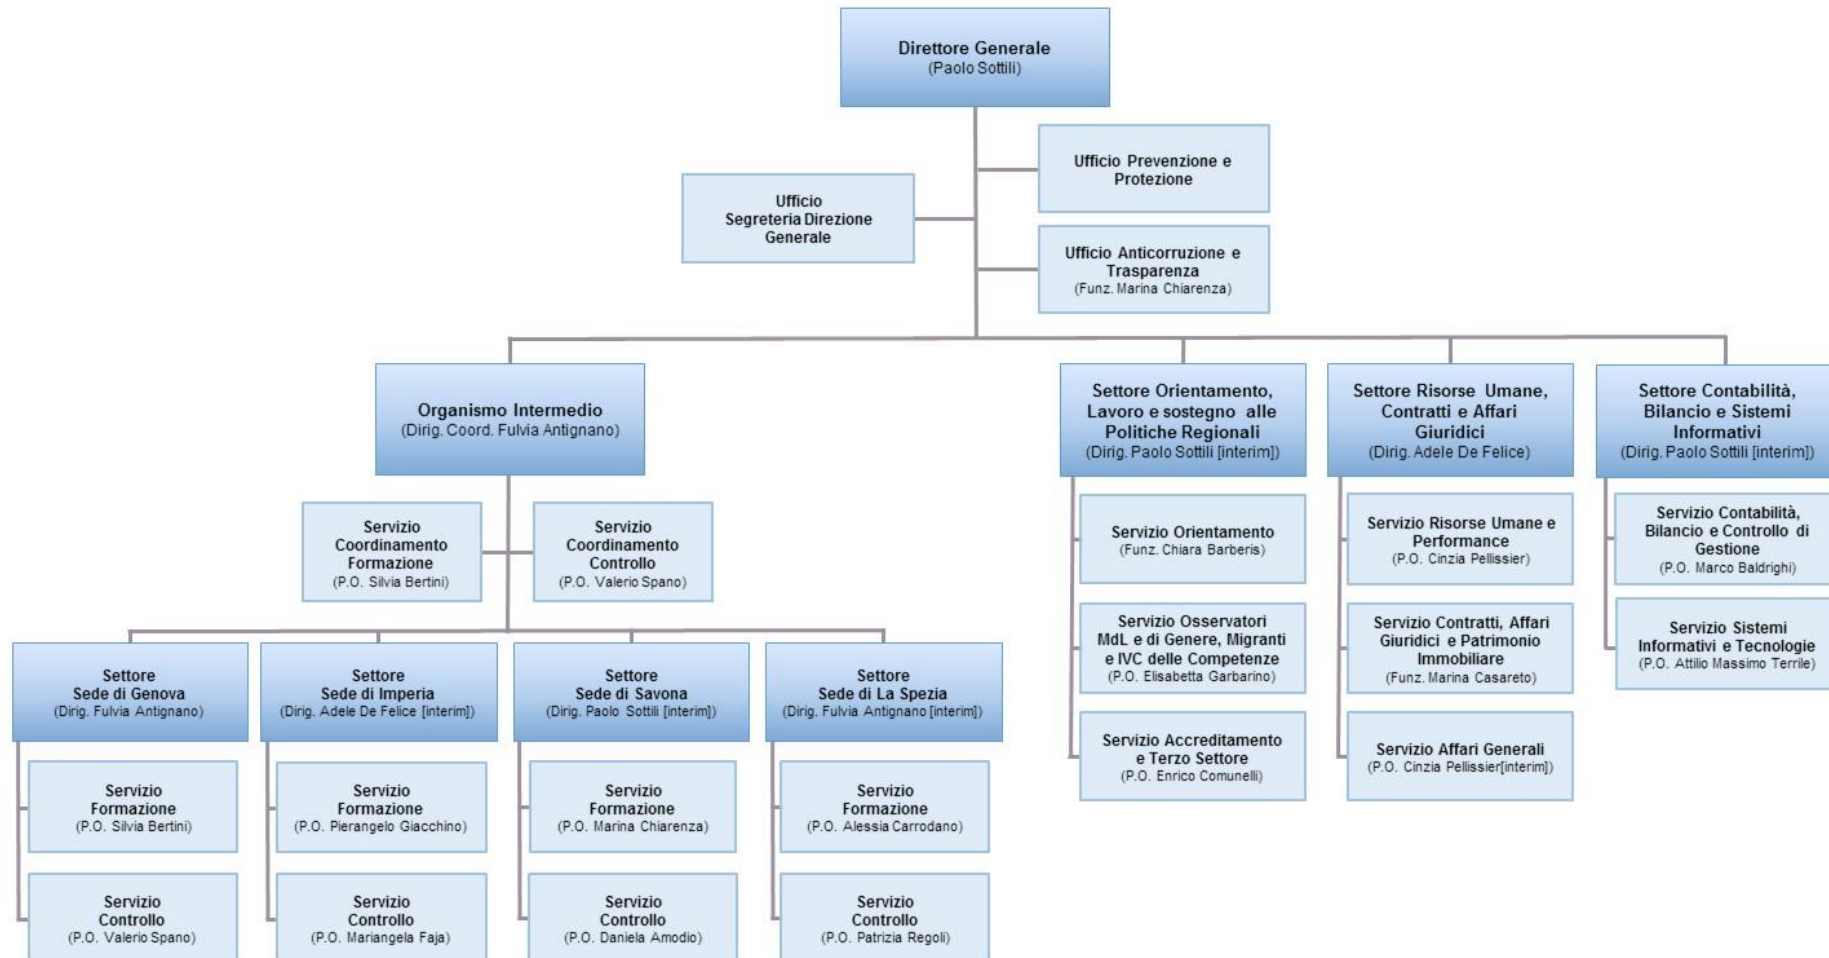 Direttore Generale
(Paolo Sottili)
Ufficio Prevenzione e
Protezione
Ufficio
Segreteria Direzione
Generale
Ufficio Anticorruzione e
Trasparenza
(Funz. Marina Chiarenza)
Organismo Intermedio
(Dirig. Coord. Fulvia Antignano)
Settore Orientamento,
Lavoro e sostegno alle
Politiche Regionali
(Dirig. Paolo Sottili [interim])
Settore Risorse Umane,
Contratti e Affari
Giuridici
(Dirig. Adele De Felice)
Settore Contabilità,
Bilancio e Sistemi
Informativi
(Dirig. Paolo Sottili [interim])
Servizio
Coordinamento
Formazione
(P.O. Silvia Bertini)
Servizio
Coordinamento
Controllo
(P.O. Valerio Spano)
Servizio Orientamento
(Funz. Chiara Barberis)
Servizio Risorse Umane e
Performance
(P.O. Cinzia Pellissier)
Servizio Contabilità,
Bilancio e Controllo di
Gestione
(P.O. Marco Baldrighi)
Servizio Osservatori
MdL e di Genere, Migranti
e IVC delle Competenze
(P.O. Elisabetta Garbarino)
Servizio Contratti, Affari
Giuridici e Patrimonio
Immobiliare
(Funz. Marina Casareto)
Servizio Sistemi
Informativi e Tecnologie
(P.O. Attilio Massimo Terrile)
Servizio Accreditamento
e Terzo Settore
(P.O. Enrico Comunelli)
Servizio Affari Generali
(P.O. Cinzia Pellissier[interim])
Settore
Sede di Genova
(Dirig. Fulvia Antignano)
Settore
Sede di Imperia
(Dirig. Adele De Felice [interim])
Settore
Sede di Savona
(Dirig. Paolo Sottili [interim])
Settore
Sede di La Spezia
(Dirig. Fulvia Antignano [interim])
Servizio
Formazione
(P.O. Silvia Bertini)
Servizio
Formazione
(P.O. Pierangelo Giacchino)
Servizio
Formazione
(P.O. Marina Chiarenza)
Servizio
Formazione
(P.O. Alessia Carrodano)
Servizio
Controllo
(P.O. Valerio Spano)
Servizio
Controllo
(P.O. Mariangela Faja)
Servizio
Controllo
(P.O. Daniela Amodio)
Servizio
Controllo
(P.O. Patrizia Regoli)